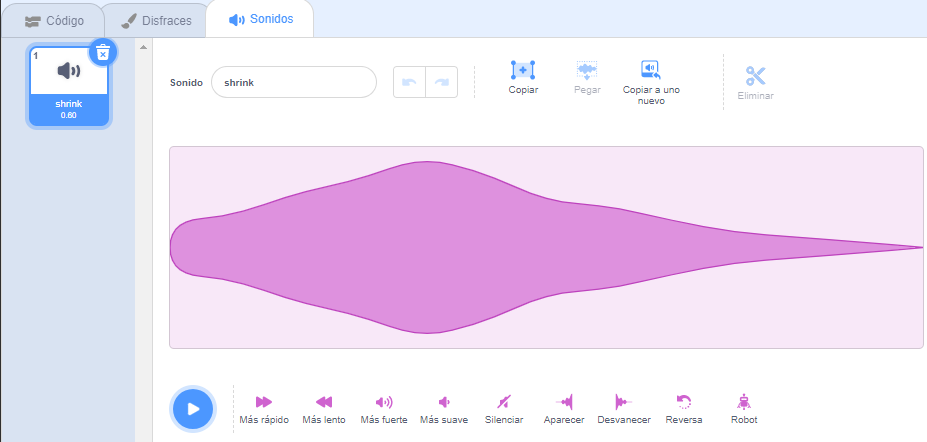 Código
Disfraces
Sonidos
1
shrink
0.60
Sonido
shrink
Copiar
Pegar
Copiar a uno
nuevo
Eliminar
Más rápido
Más lento
Más fuerte
Más suave
Silenciar
Aparecer
Desvanecer
Reversa
Robot